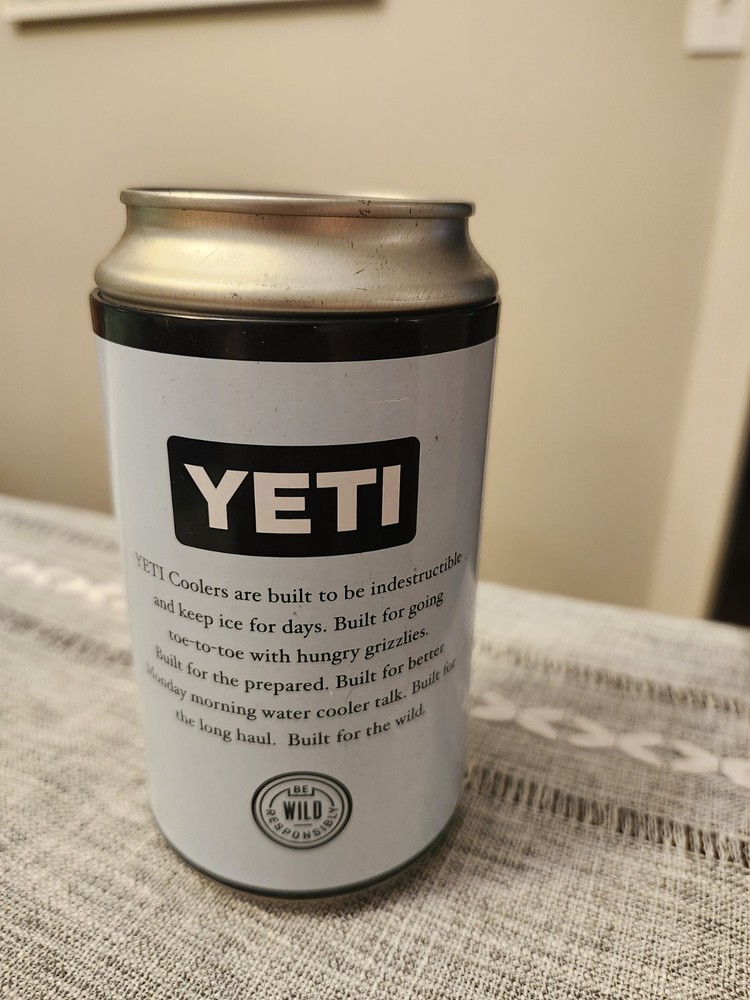 YETI
YETI Coolers are built to be indestructible
and keep ice for days. Built for going
toe-to-toe with hungry grizzlies.
Built for the prepared. Built for better
Monday morning water cooler talk. Built for
the long haul. Built for the wild.
BE
WILD
RESPONSIBLY